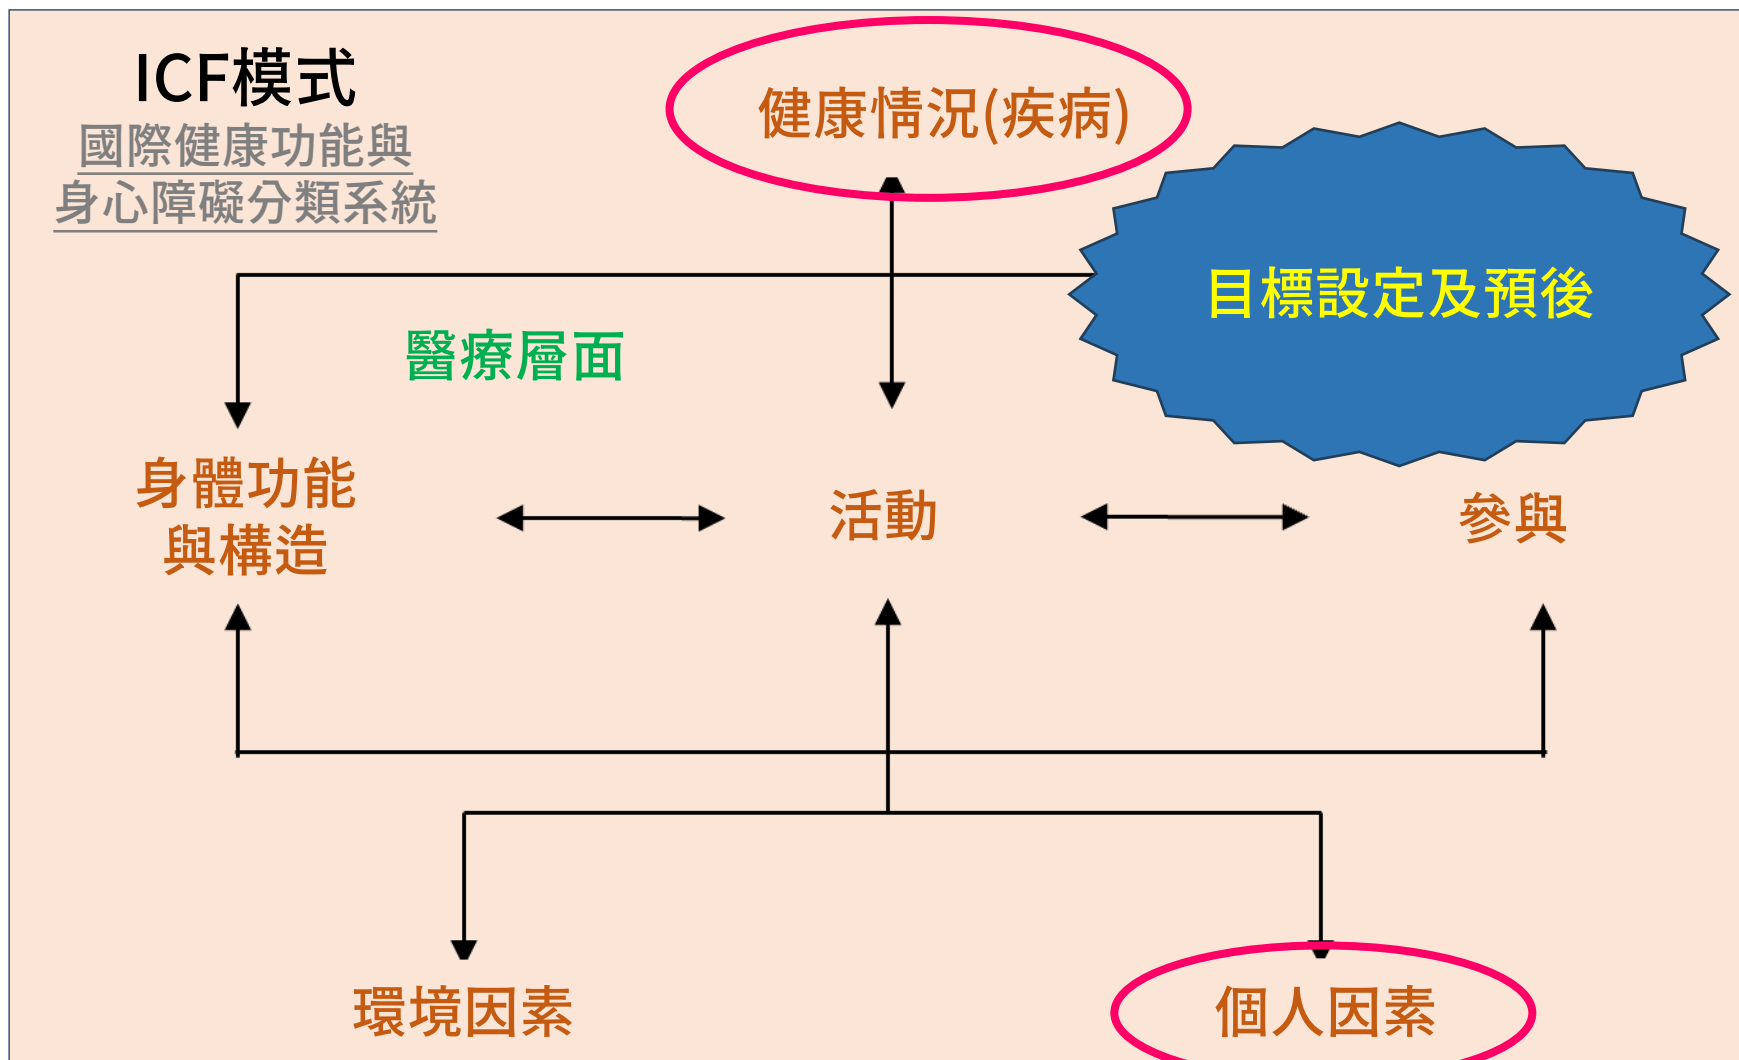 ICF模式
國際健康功能與
身心障礙分類系統
健康情況(疾病)
目標設定及預後
醫療層面
身體功能
與構造
活動
參與
環境因素
個人因素